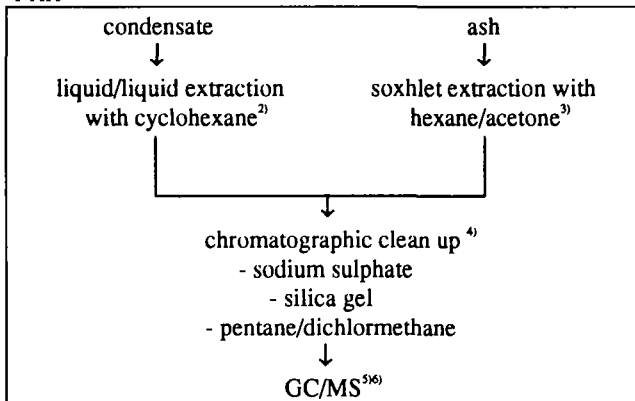 condensate ash
liquid/liquid extraction soxhlet extraction with
with cyclohexane2) hexane/acetone3)
chromatographic clean up 4)
- sodium sulphate
- silica gel
- pentane/dichlormethane
GC/MS5)6)